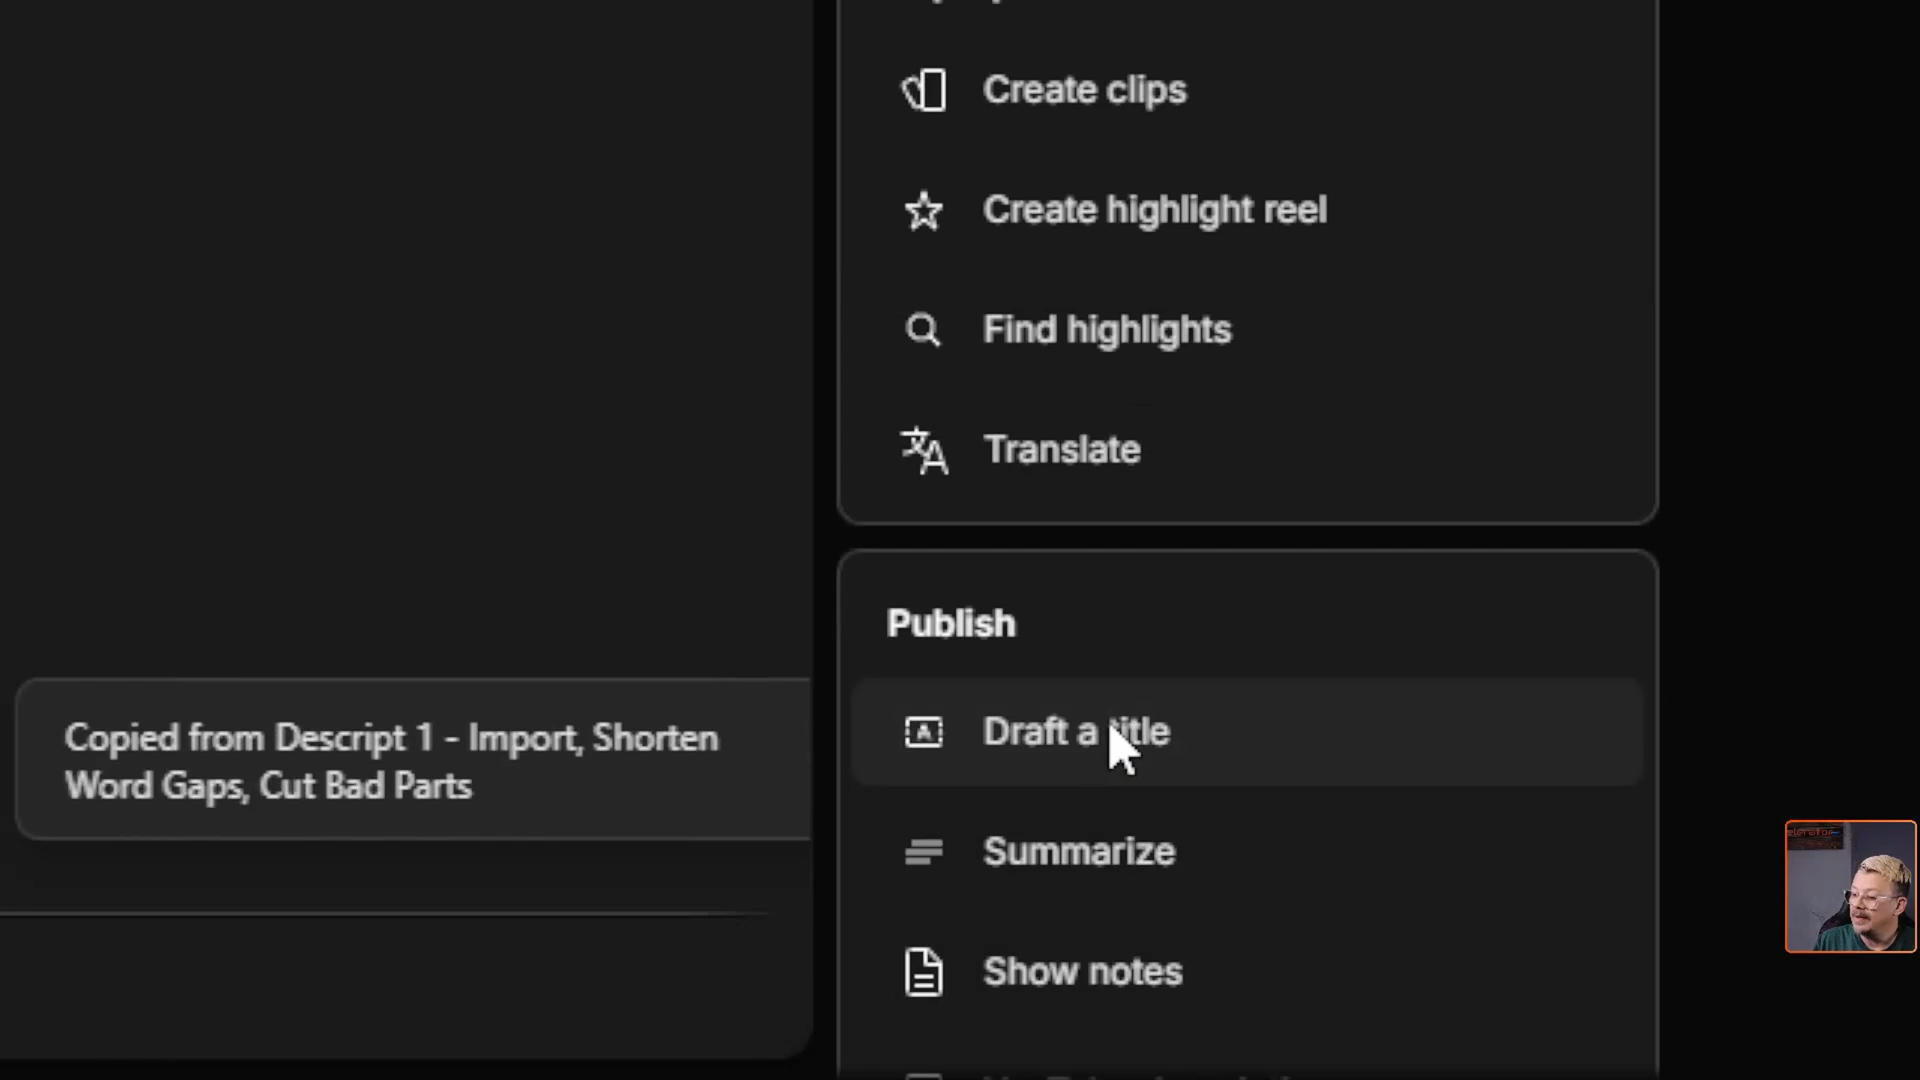 Create clips
Create highlight reel
Find highlights
Translate
Publish
Draft a title
Summarize
Show notes
Copied from Descript 1 - Import, Shorten
Word Gaps, Cut Bad Parts